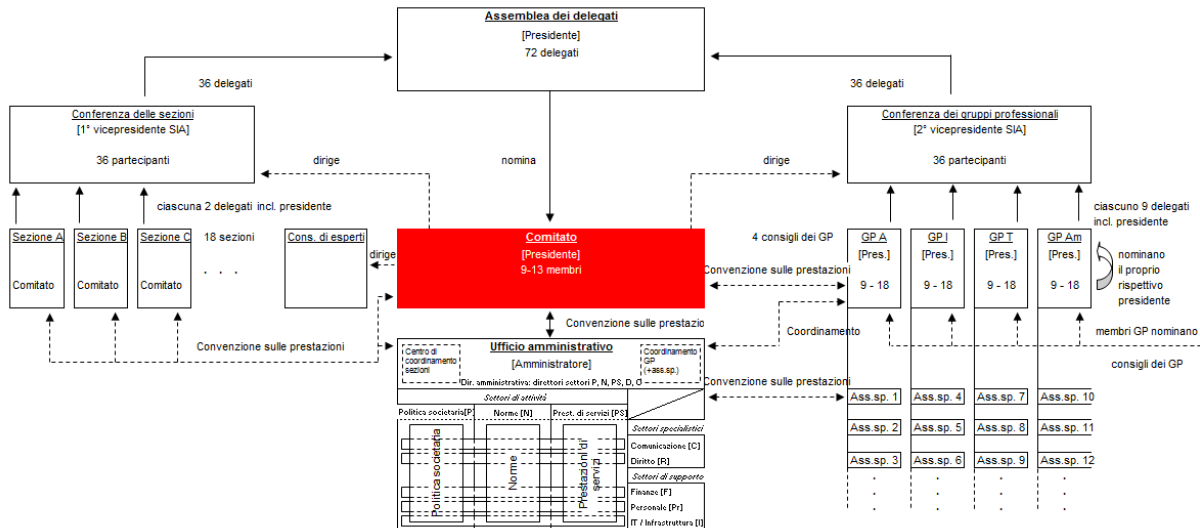 Assemblea dei delegati
[Presidente]
72 delegati
36 delegati
36 delegati
Conferenza delle sezioni
[1° vicepresidente SIA]
36 partecipanti
Conferenza dei gruppi professionali
[2° vicepresidente SIA]
36 partecipanti
dirige
nomina
dirige
ciascuna 2 delegati incl. presidente
ciascuno 9 delegati
incl. presidente
Sezione A
Comitato
Sezione B
Comitato
Sezione C
Comitato
18 sezioni
. . .
Cons. di esperti
dirige
Comitato
[Presidente]
9-13 membri
4 consigli dei GP
GP A
[Pres.]
9 - 18
GP I
[Pres.]
9 - 18
GP T
[Pres.]
9 - 18
GP Am
[Pres.]
9 - 18
nominano
il proprio
rispettivo
presidente
Convenzione sulle prestazioni
Convenzione sulle prestazio
Coordinamento
membri GP nominano
consigli dei GP
Convenzione sulle prestazioni
Ufficio amministrativo
[Amministratore]
Centro di
coordinamento
sezioni
Coordinamento
GP
(+ass.sp.)
Dir. amministrativa: direttori settori P, N, PS, D, C
Convenzione sulle prestazioni
Settori di attività
Politica societaria[P]
Norme [N]
Prest. di servizi [PS]
Politica societaria
Norme
Prestazioni di
servizi
Settori specialistici
Comunicazione [C]
Diritto [R]
Settori di supporto
Finanze [F]
Personale [Pr]
IT / Infrastruttura [I]
Ass.sp. 1
Ass.sp. 4
Ass.sp. 7
Ass.sp. 10
Ass.sp. 2
Ass.sp. 5
Ass.sp. 8
Ass.sp. 11
Ass.sp. 3
Ass.sp. 6
Ass.sp. 9
Ass.sp. 12